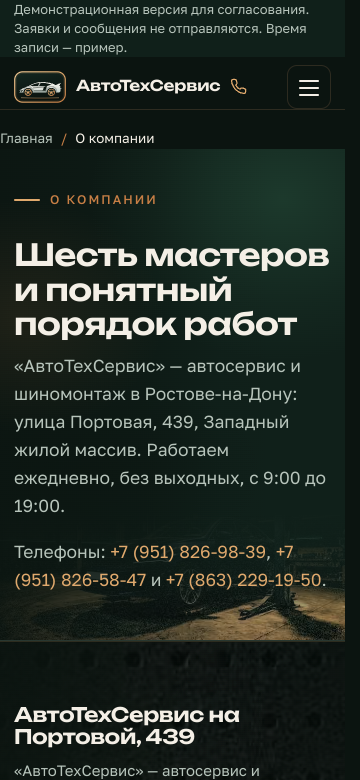 Демонстрационная версия для согласования.
Заявки и сообщения не отправляются. Время
записи — пример.
АвтоТехСервис
Главная / О компании
О КОМПАНИИ
Шесть мастеров
и понятный
порядок работ
«АвтоТехСервис» — автосервис и
шиномонтаж в Ростове-на-Дону:
улица Портовая, 439, Западный
жилой массив. Работаем
ежедневно, без выходных, с 9:00 до
19:00.
Телефоны: +7 (951) 826-98-39, +7
(951) 826-58-47 и +7 (863) 229-19-50.
АвтоТехСервис на
Портовой, 439
«АвтоТехСервис» — автосервис и